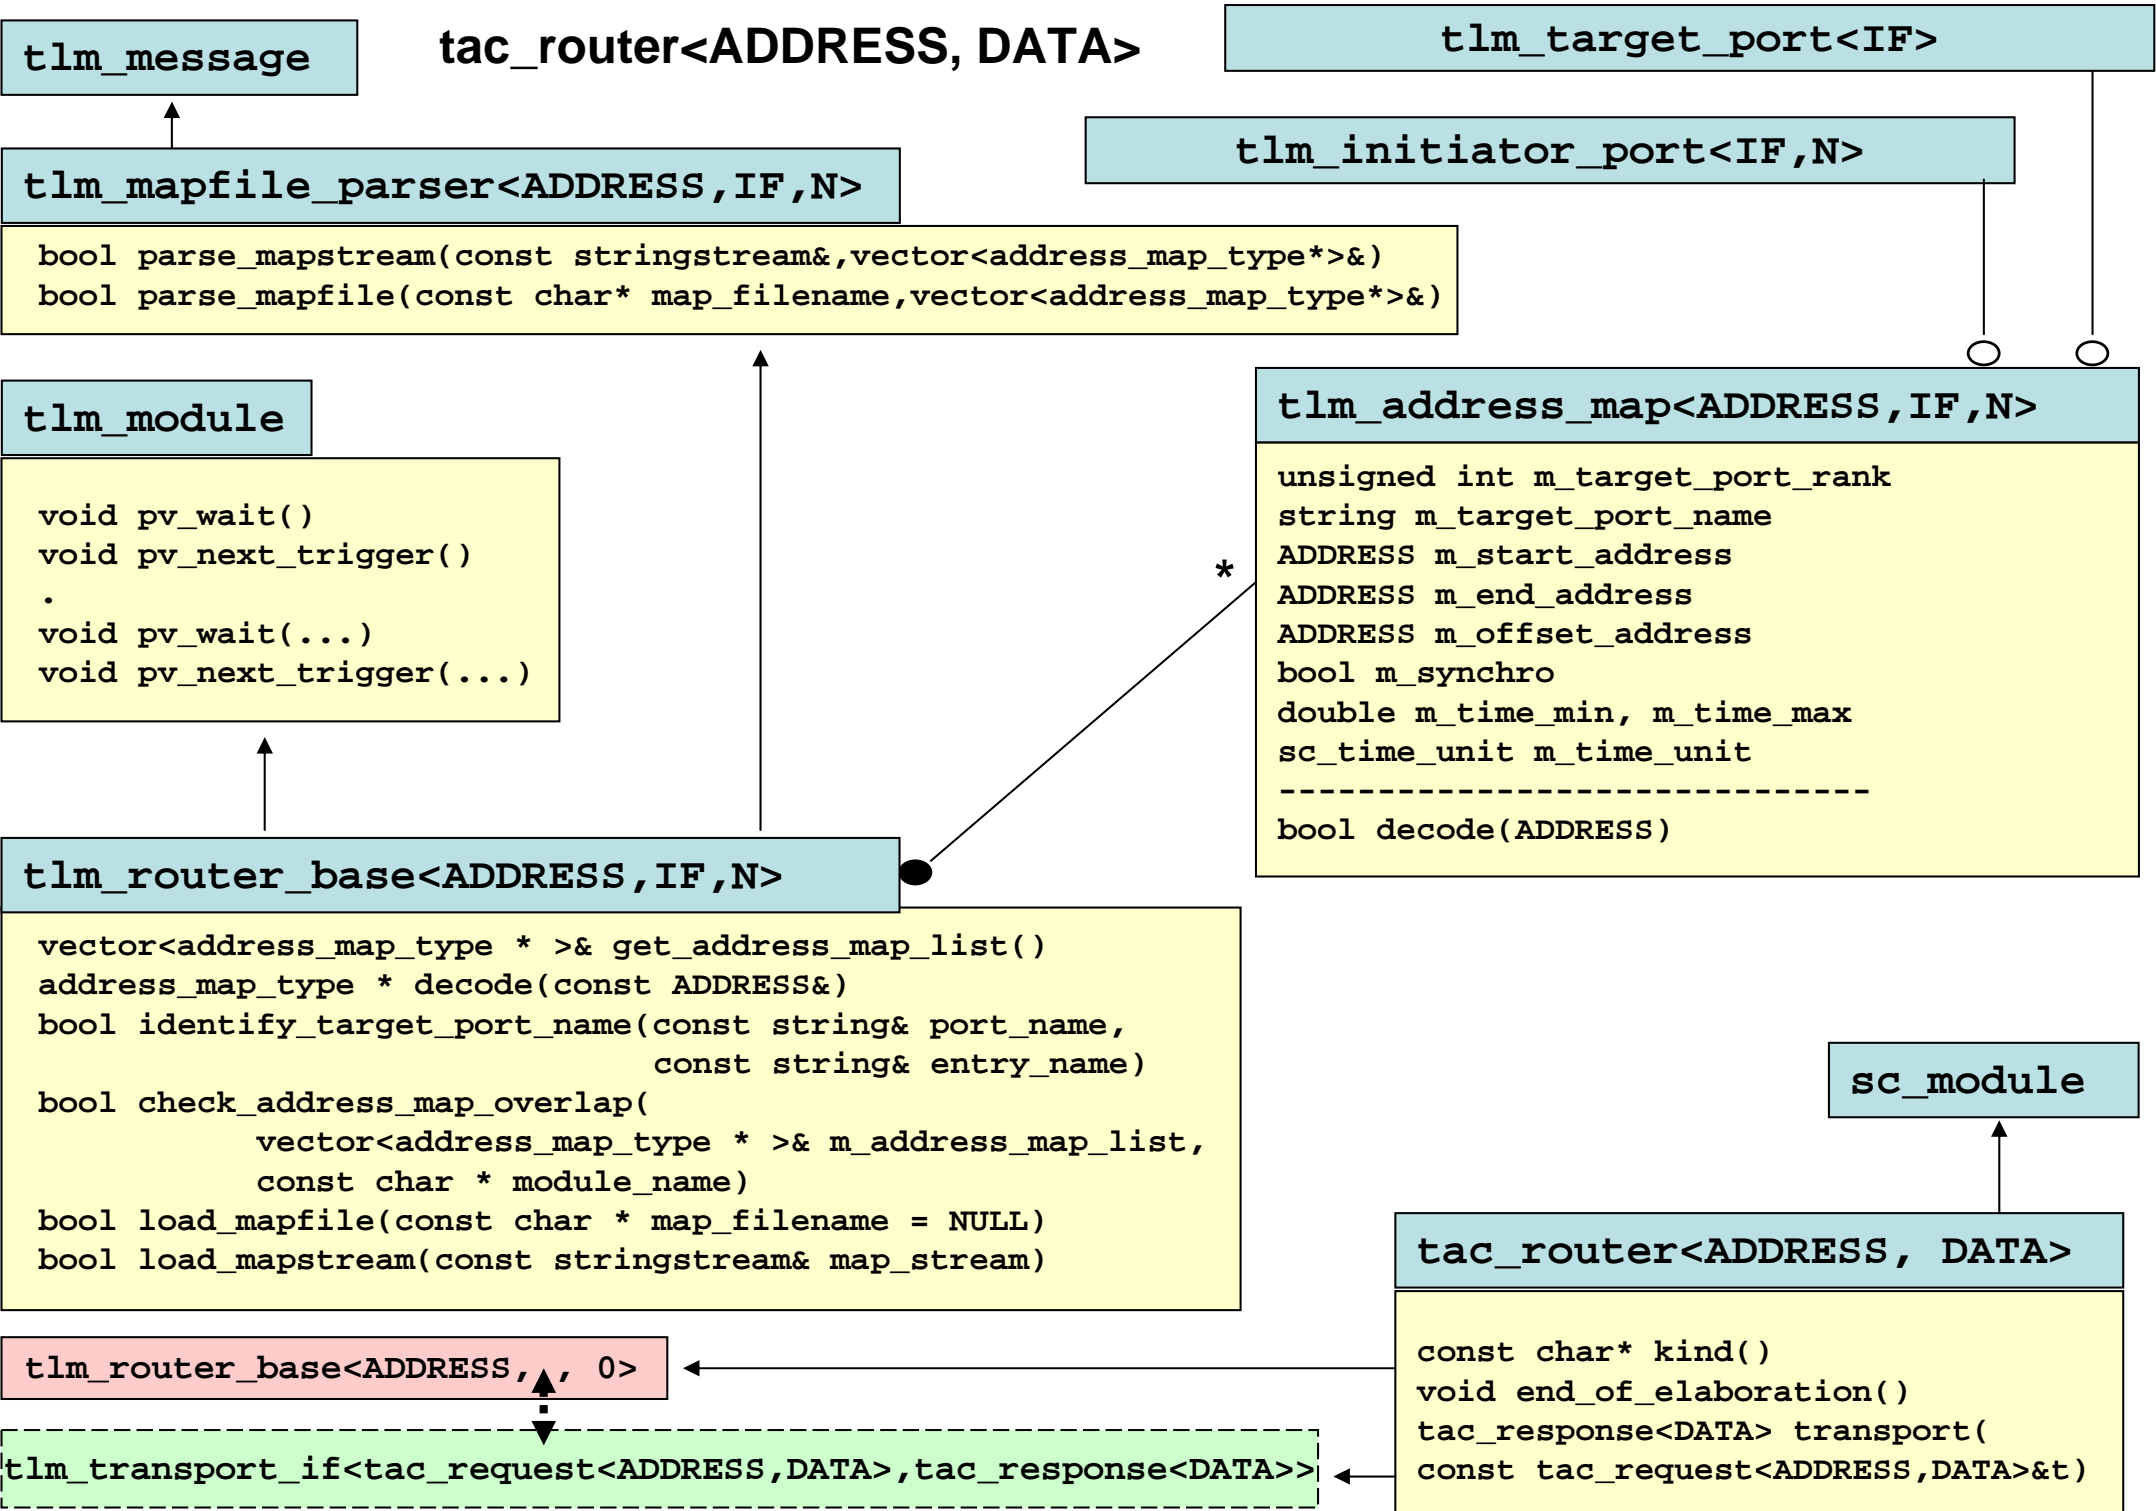 tlm_message
tac_router<ADDRESS, DATA>
tlm_target_port<IF>
tlm_initiator_port<IF,N>
tlm_mapfile_parser<ADDRESS,IF,N>
bool parse_mapstream(const stringstream&,vector<address_map_type*>&)
bool parse_mapfile(const char* map_filename,vector<address_map_type*>&)
tlm_module
void pv_wait()
void pv_next_trigger()
.
void pv_wait(...)
void pv_next_trigger(...)
tlm_address_map<ADDRESS,IF,N>
unsigned int m_target_port_rank
string m_target_port_name
ADDRESS m_start_address
ADDRESS m_end_address
ADDRESS m_offset_address
bool m_synchro
double m_time_min, m_time_max
sc_time_unit m_time_unit
------------------------------
bool decode(ADDRESS)
*
tlm_router_base<ADDRESS,IF,N>
vector<address_map_type * >& get_address_map_list()
address_map_type * decode(const ADDRESS&)
bool identify_target_port_name(const string& port_name,
const string& entry_name)
bool check_address_map_overlap(
vector<address_map_type * >& m_address_map_list,
const char * module_name)
bool load_mapfile(const char * map_filename = NULL)
bool load_mapstream(const stringstream& map_stream)
sc_module
tac_router<ADDRESS, DATA>
const char* kind()
void end_of_elaboration()
tac_response<DATA> transport(
const tac_request<ADDRESS,DATA>&t)
tlm_router_base<ADDRESS, , 0>
tlm_transport_if<tac_request<ADDRESS,DATA>,tac_response<DATA>>